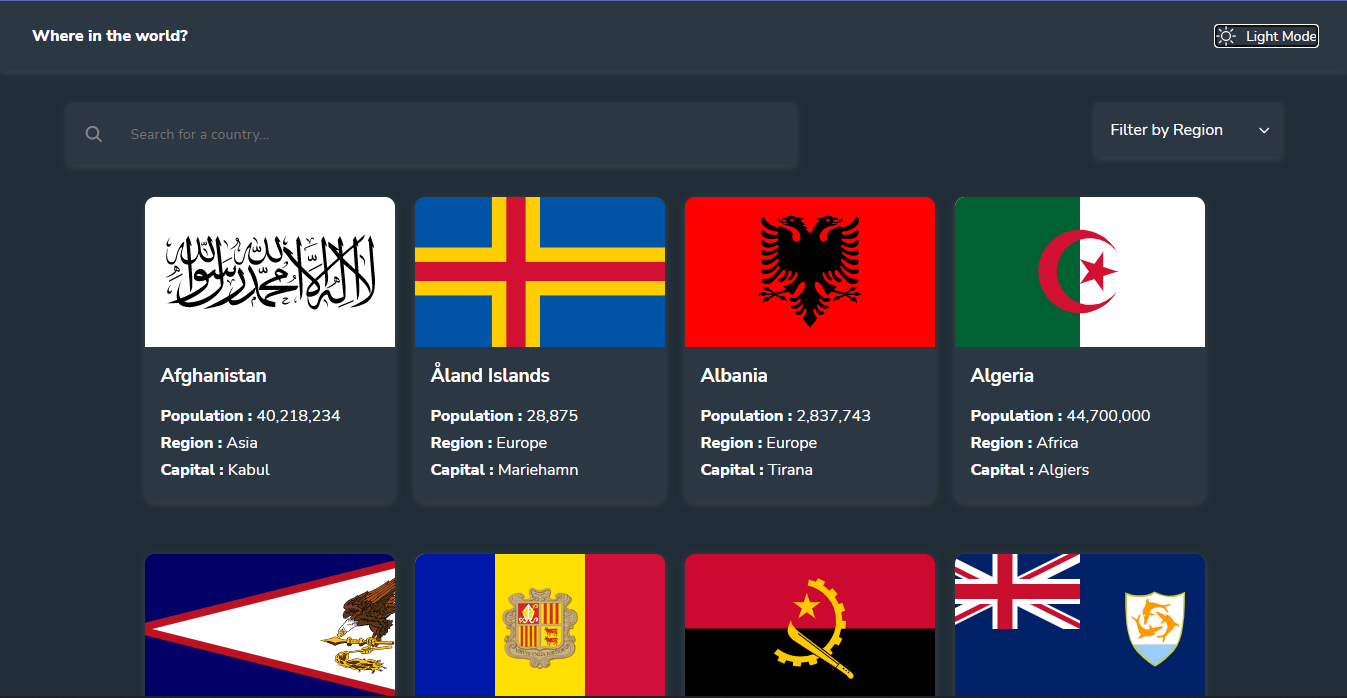 Where in the world?
Light Mode
Search for a country...
Filter by Region
لا إله إلا الله محمد رسول الله
Afghanistan
Population : 40,218,234
Region : Asia
Capital : Kabul
Åland Islands
Population : 28,875
Region : Europe
Capital : Mariehamn
Albania
Population : 2,837,743
Region : Europe
Capital : Tirana
Algeria
Population : 44,700,000
Region : Africa
Capital : Algiers